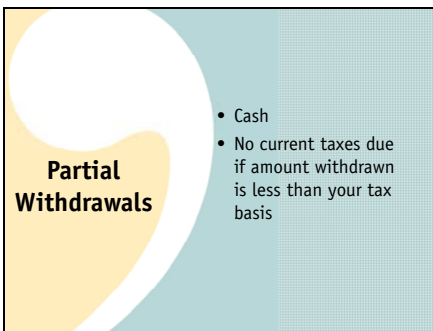 Partial
Withdrawals
• Cash
• No current taxes due
if amount withdrawn
is less than your tax
basis